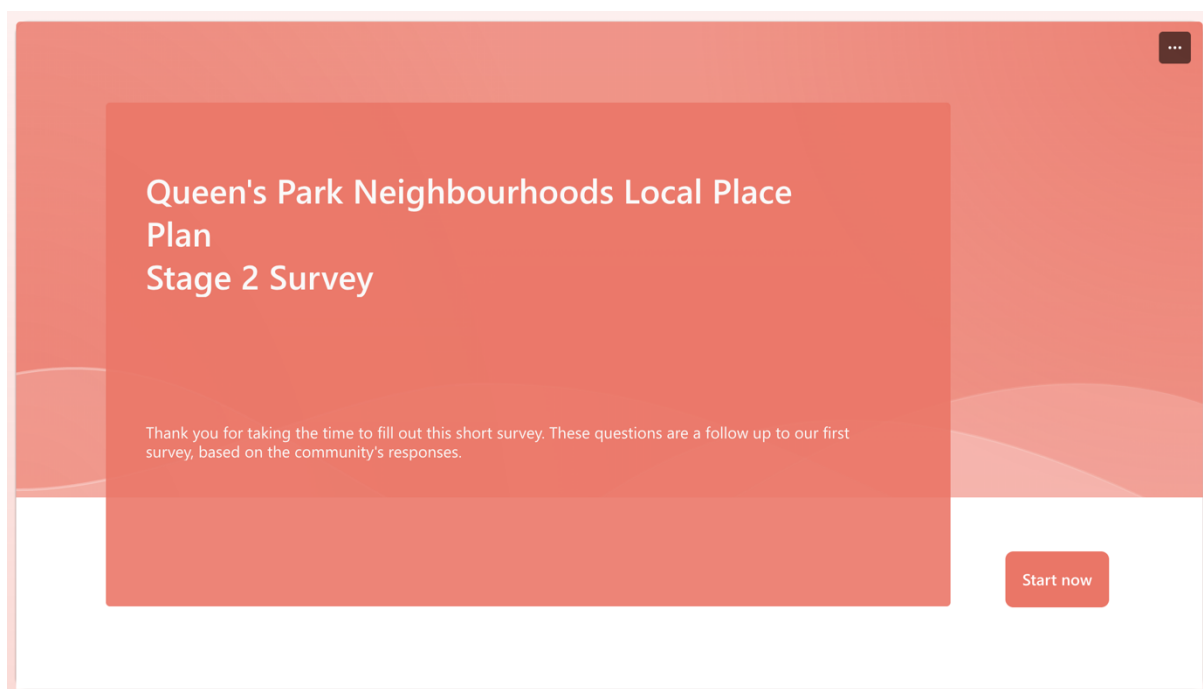 Queen's Park Neighbourhoods Local Place
Plan
Stage 2 Survey
Thank you for taking the time to fill out this short survey. These questions are a follow up to our first
survey, based on the community's responses.
Start now